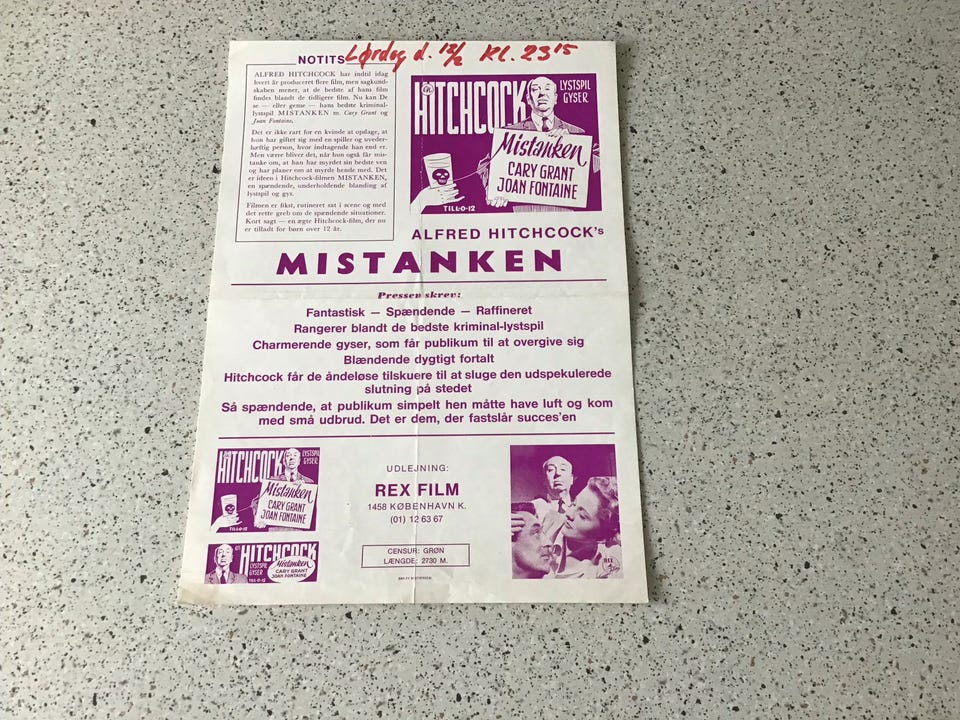 Lørdag d. 12/2 Kl. 23 15
NOTITS
ALFRED HITCHCOCK har indtil idag
hvert år produceret flere film, men sagkund-
skaben mener, at de bedste af hans film
findes blandt de tidligere film. Nu kan De
se — eller gense — hans bedste kriminal-
lystspil MISTANKEN m. Cary Grant og
Joan Fontaine.
Det er ikke rart for en kvinde at opdage, at
hun har giftet sig med en spiller og uveder-
hæftig person, hvor indtagende han end er.
Men værre bliver det, når hun også får mis-
tanke om, at han har myrdet sin bedste ven
og har planer om at myrde hende med. Det
er ideen i Hitchcock-filmen MISTANKEN,
en spændende, underholdende blanding af
lystspil og gys.
Filmen er fikst, rutineret sat i scene og med
det rette greb om de spændende situationer.
Kort sagt — en ægte Hitchcock-film, der nu
er tilladt for børn over 12 år.
HITCHCOCK
LYSTSPIL
GYSER
Mistanken
CARY GRANT
JOAN FONTAINE
TILL-O-12
ALFRED HITCHCOCK's
MISTANKEN
Pressen skrev:
Fantastisk — Spændende — Raffineret
Rangerer blandt de bedste kriminal-lystspil
Charmerende gyser, som får publikum til at overgive sig
Blændende dygtigt fortalt
Hitchcock får de åndeløse tilskuere til at sluge den udspekulerede
slutning på stedet
Så spændende, at publikum simpelt hen måtte have luft og kom
med små udbrud. Det er dem, der fastslår succes'en
HITCHCOCK
LYSTSPIL
GYSER
Mistanken
CARY GRANT
JOAN FONTAINE
TILL-O-12
HITCHCOCK
LYSTSPIL
GYSER
Mistanken
CARY GRANT
JOAN FONTAINE
TILL-O-12
UDLEJNING:
REX FILM
1458 KØBENHAVN K.
(01) 12 63 67
CENSUR: GRØN
LÆNGDE: 2730 M.
REX